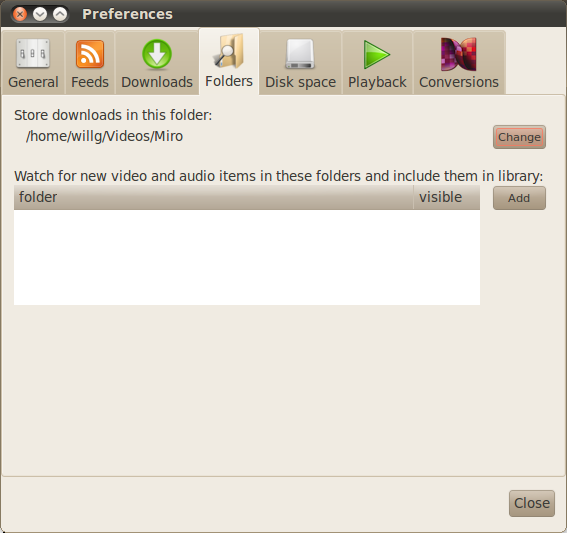 Preferences
General Feeds Downloads Folders Disk space Playback Conversions
Store downloads in this folder:
/home/willg/Videos/Miro
Change
Watch for new video and audio items in these folders and include them in library:
folder visible
Add
Close